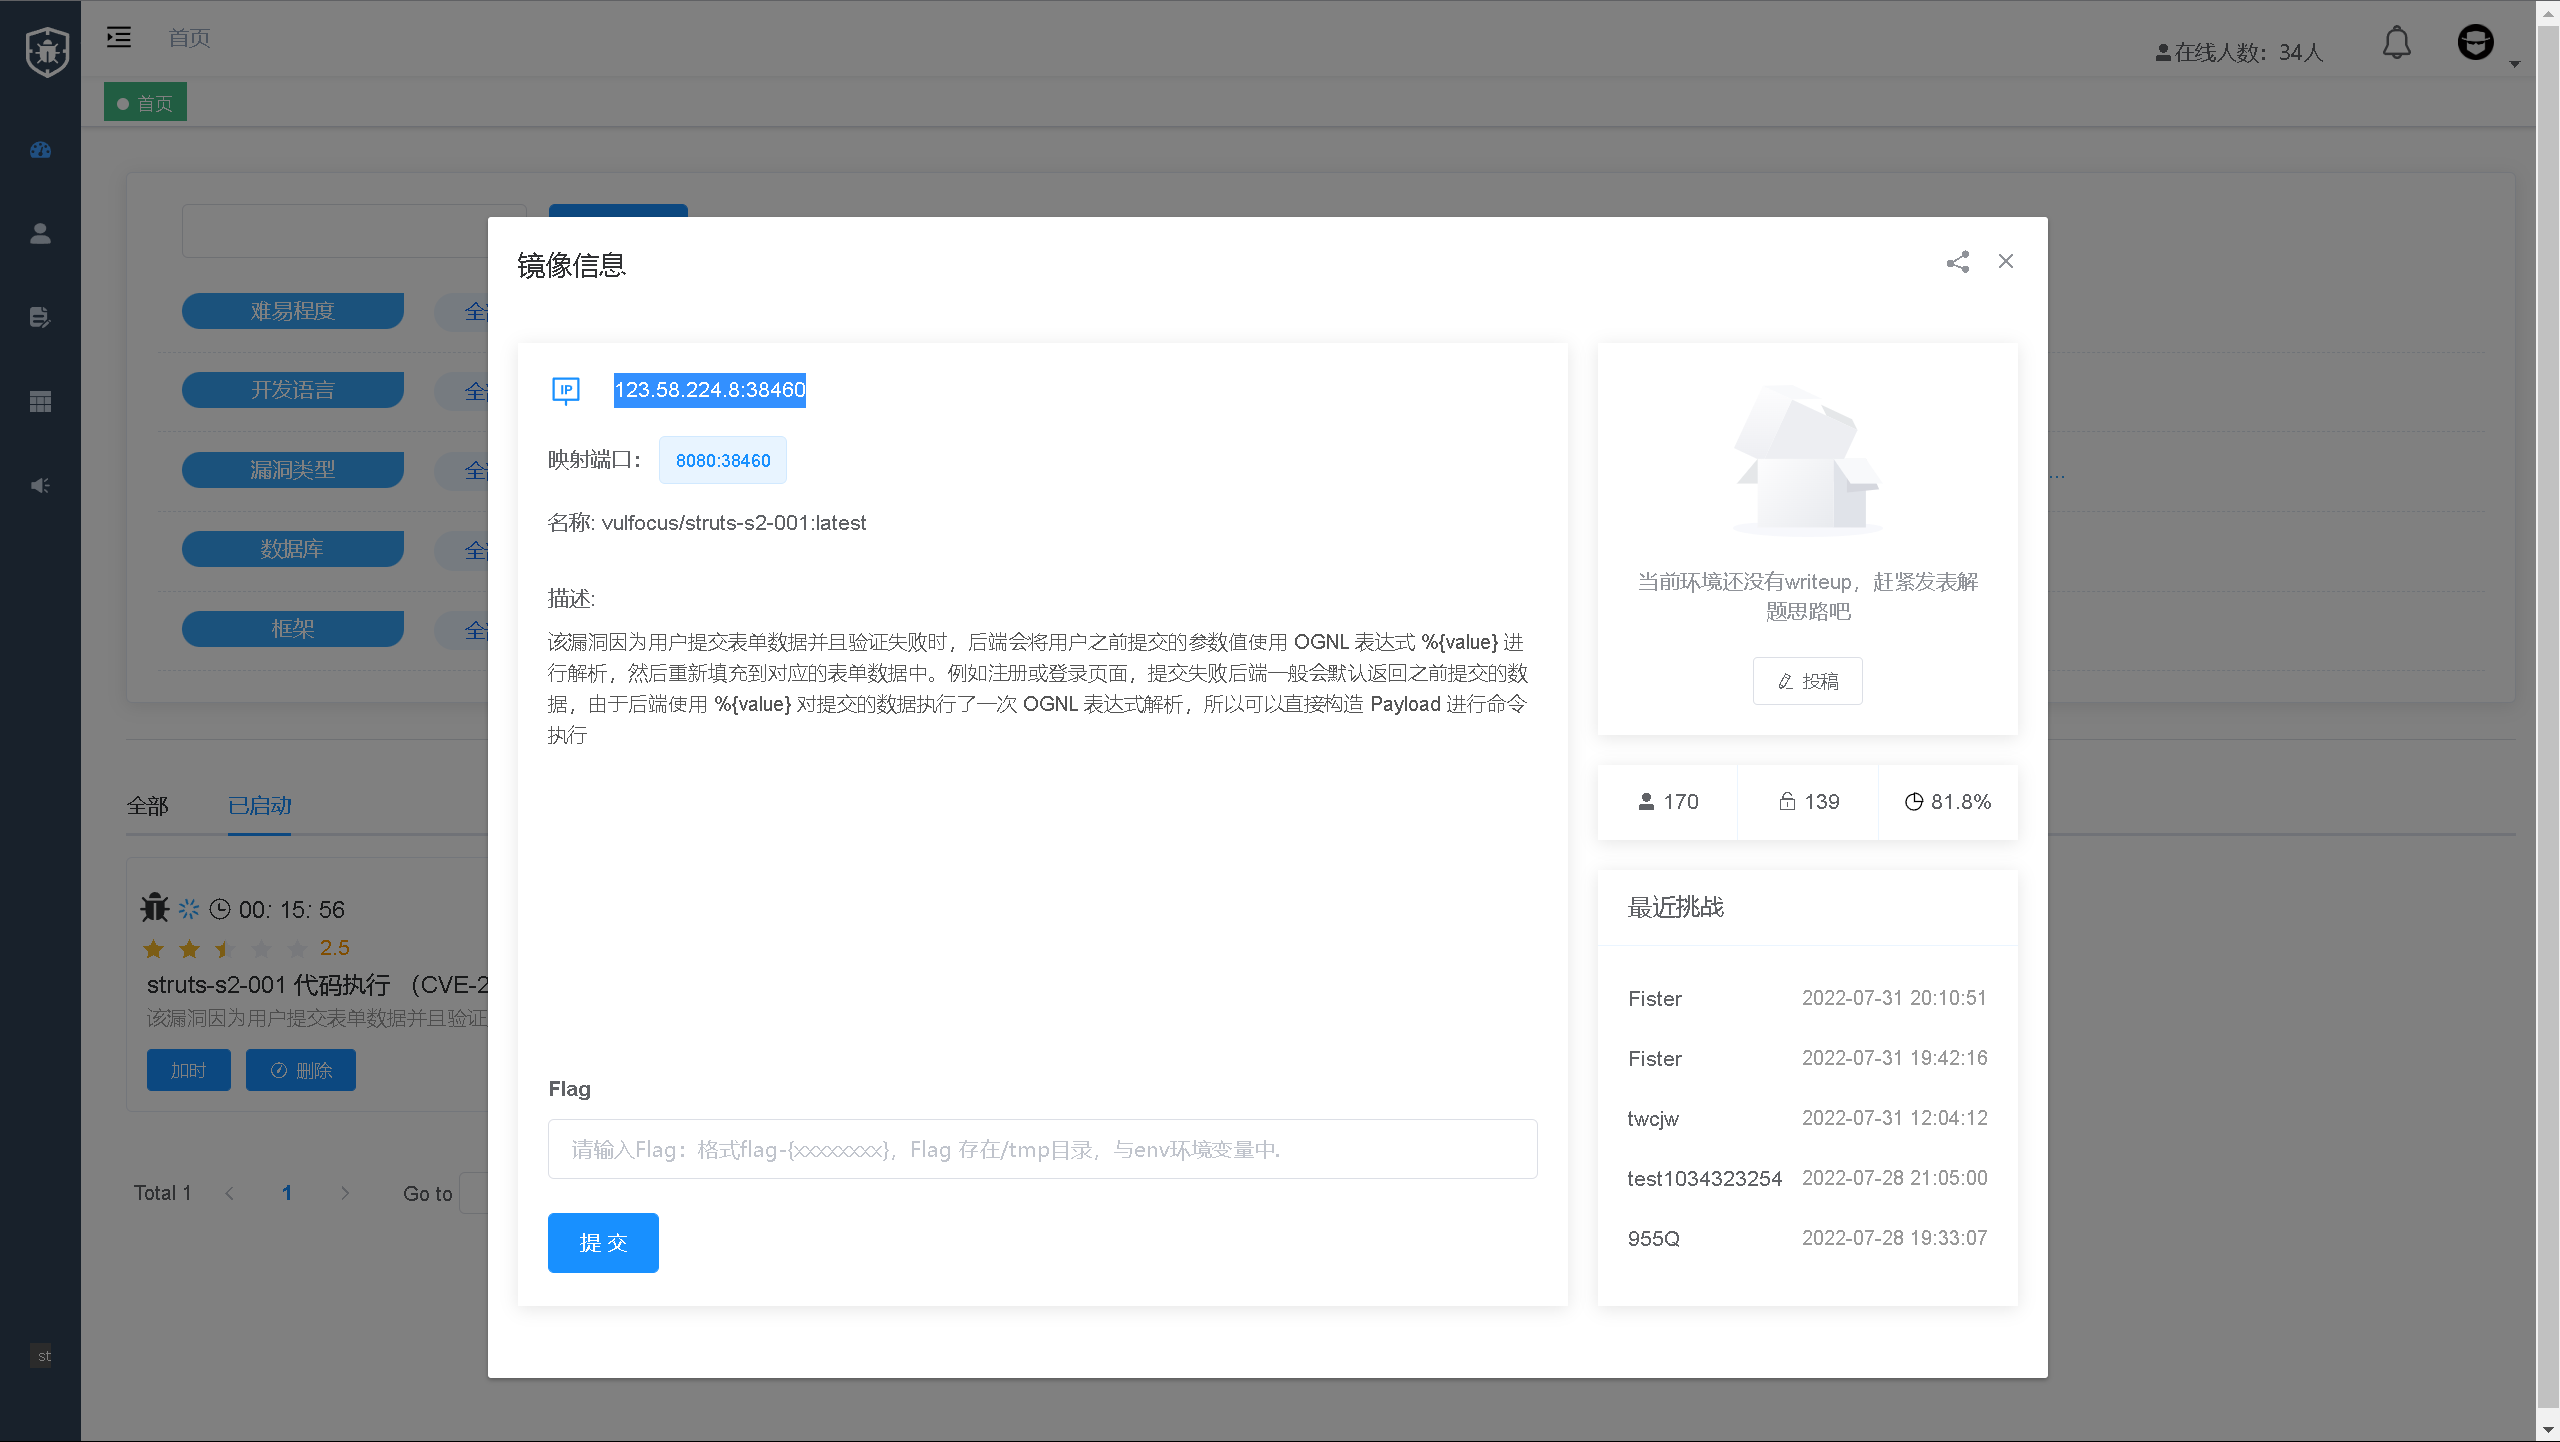 首页
在线人数：34人
首页
难易程度
开发语言
漏洞类型
数据库
框架
全部
已启动
00: 15: 56
2.5
struts-s2-001 代码执行 （CVE-2
该漏洞因为用户提交表单数据并且验证
加时
删除
Total 1
1
Go to
st
镜像信息
IP
123.58.224.8:38460
映射端口：
8080:38460
名称: vulfocus/struts-s2-001:latest
描述:
该漏洞因为用户提交表单数据并且验证失败时，后端会将用户之前提交的参数值使用 OGNL 表达式 %{value} 进
行解析，然后重新填充到对应的表单数据中。例如注册或登录页面，提交失败后端一般会默认返回之前提交的数
据，由于后端使用 %{value} 对提交的数据执行了一次 OGNL 表达式解析，所以可以直接构造 Payload 进行命令
执行
Flag
请输入Flag：格式flag-{xxxxxxxx}，Flag 存在/tmp目录，与env环境变量中.
提 交
当前环境还没有writeup，赶紧发表解
题思路吧
投稿
170
139
81.8%
最近挑战
Fister 2022-07-31 20:10:51
Fister 2022-07-31 19:42:16
twcjw 2022-07-31 12:04:12
test1034323254 2022-07-28 21:05:00
955Q 2022-07-28 19:33:07